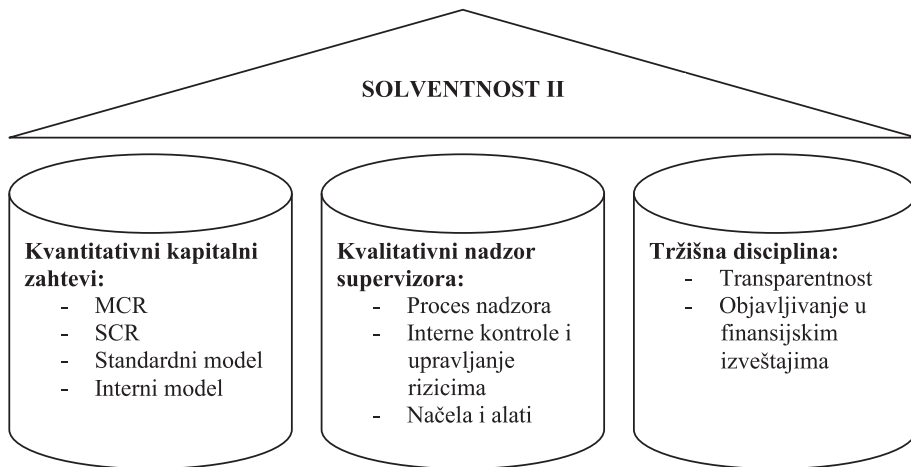 SOLVENTNOST II
Kvantitativni kapitalni
zahtevi:
- MCR
- SCR
- Standardni model
- Interni model
Kvalitativni nadzor
supervizora:
- Proces nadzora
- Interne kontrole i
upravljanje
rizicima
- Načela i alati
Tržišna disciplina:
- Transparentnost
- Objavljivanje u
finansijskim
izveštajima